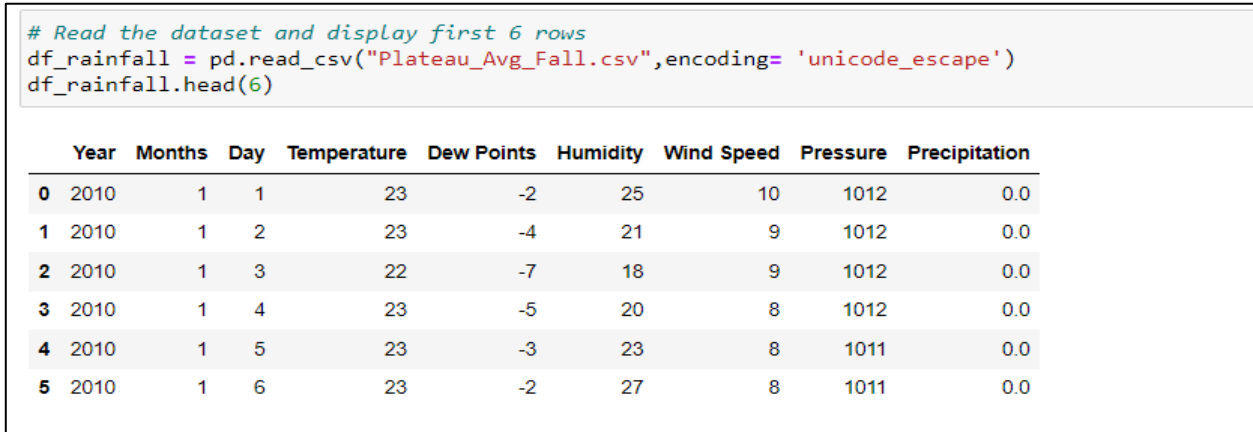 # Read the dataset and display first 6 rows
df_rainfall = pd.read_csv("Plateau_Avg_Fall.csv",encoding= 'unicode_escape')
df_rainfall.head(6)
Year Months Day Temperature Dew Points Humidity Wind Speed Pressure Precipitation
0 2010 1 1 23 -2 25 10 1012 0.0
1 2010 1 2 23 -4 21 9 1012 0.0
2 2010 1 3 22 -7 18 9 1012 0.0
3 2010 1 4 23 -5 20 8 1012 0.0
4 2010 1 5 23 -3 23 8 1011 0.0
5 2010 1 6 23 -2 27 8 1011 0.0